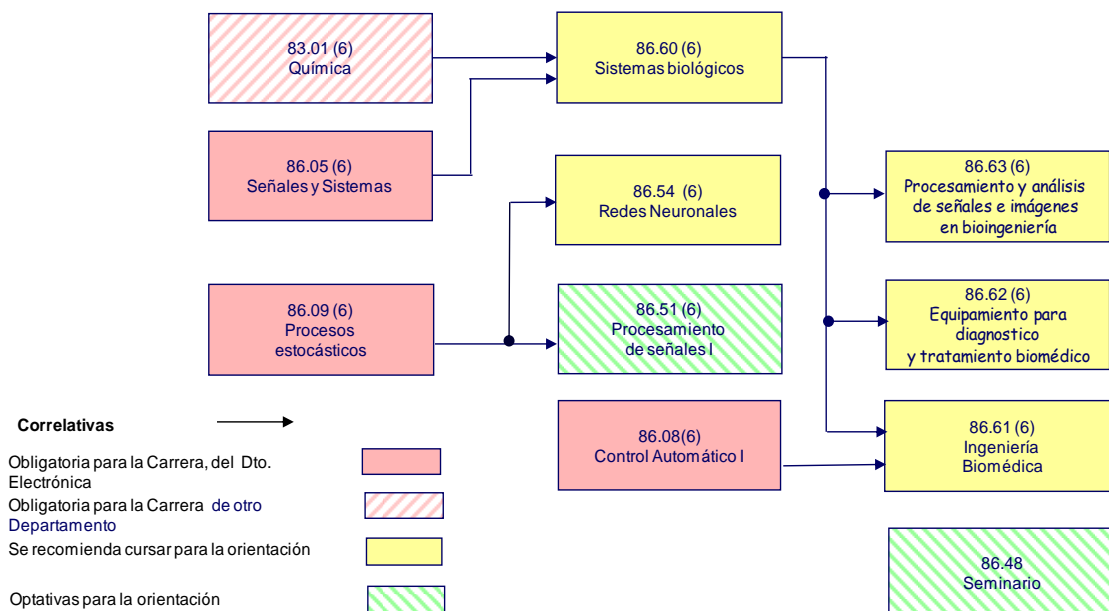 83.01 (6)
Química
86.60 (6)
Sistemas biológicos
86.05 (6)
Señales y Sistemas
86.54 (6)
Redes Neuronales
86.63 (6)
Procesamiento y análisis
de señales e imágenes
en bioingeniería
86.09 (6)
Procesos
estocásticos
86.51 (6)
Procesamiento
de señales I
86.62 (6)
Equipamiento para
diagnostico
y tratamiento biomédico
86.08(6)
Control Automático I
86.61 (6)
Ingeniería
Biomédica
86.48
Seminario
Correlativas
Obligatoria para la Carrera, del Dto.
Electrónica
Obligatoria para la Carrera de otro
Departamento
Se recomienda cursar para la orientación
Optativas para la orientación